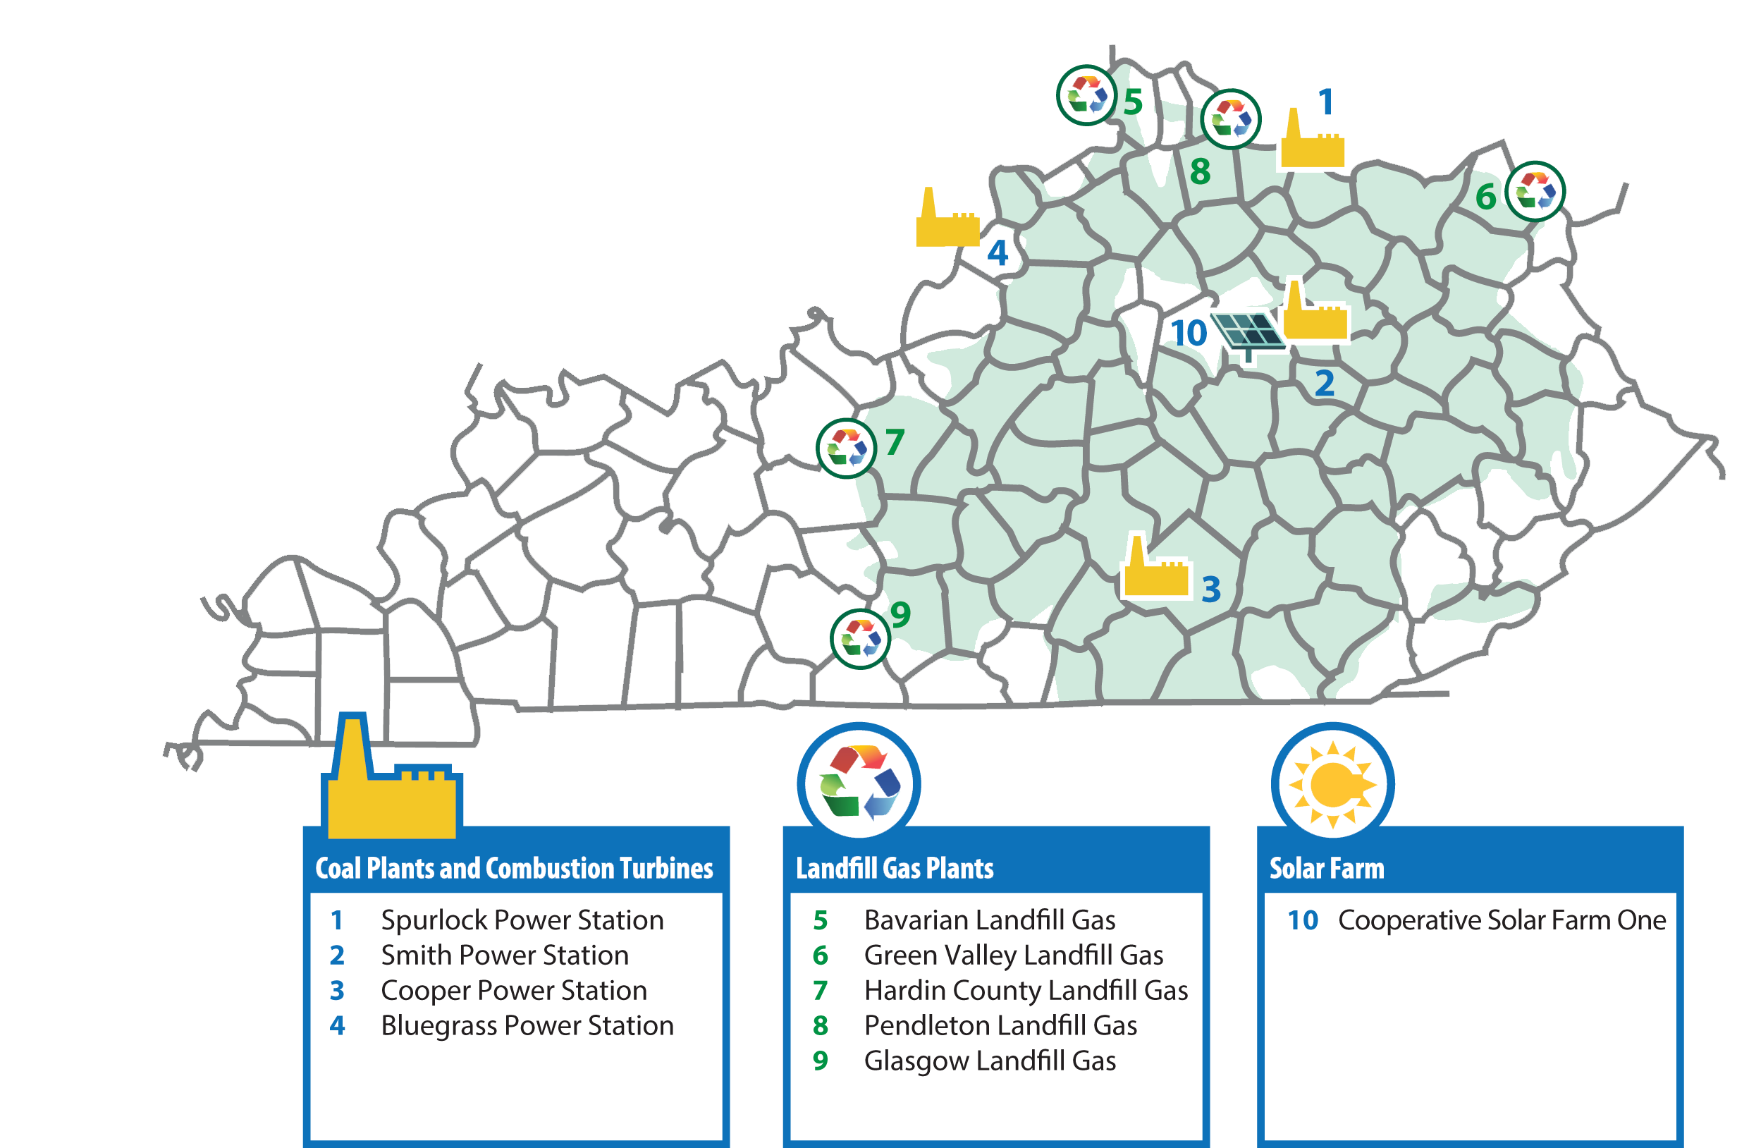 5
1
8
6
4
10
2
7
3
9
Coal Plants and Combustion Turbines
1 Spurlock Power Station
2 Smith Power Station
3 Cooper Power Station
4 Bluegrass Power Station
Landfill Gas Plants
5 Bavarian Landfill Gas
6 Green Valley Landfill Gas
7 Hardin County Landfill Gas
8 Pendleton Landfill Gas
9 Glasgow Landfill Gas
Solar Farm
10 Cooperative Solar Farm One